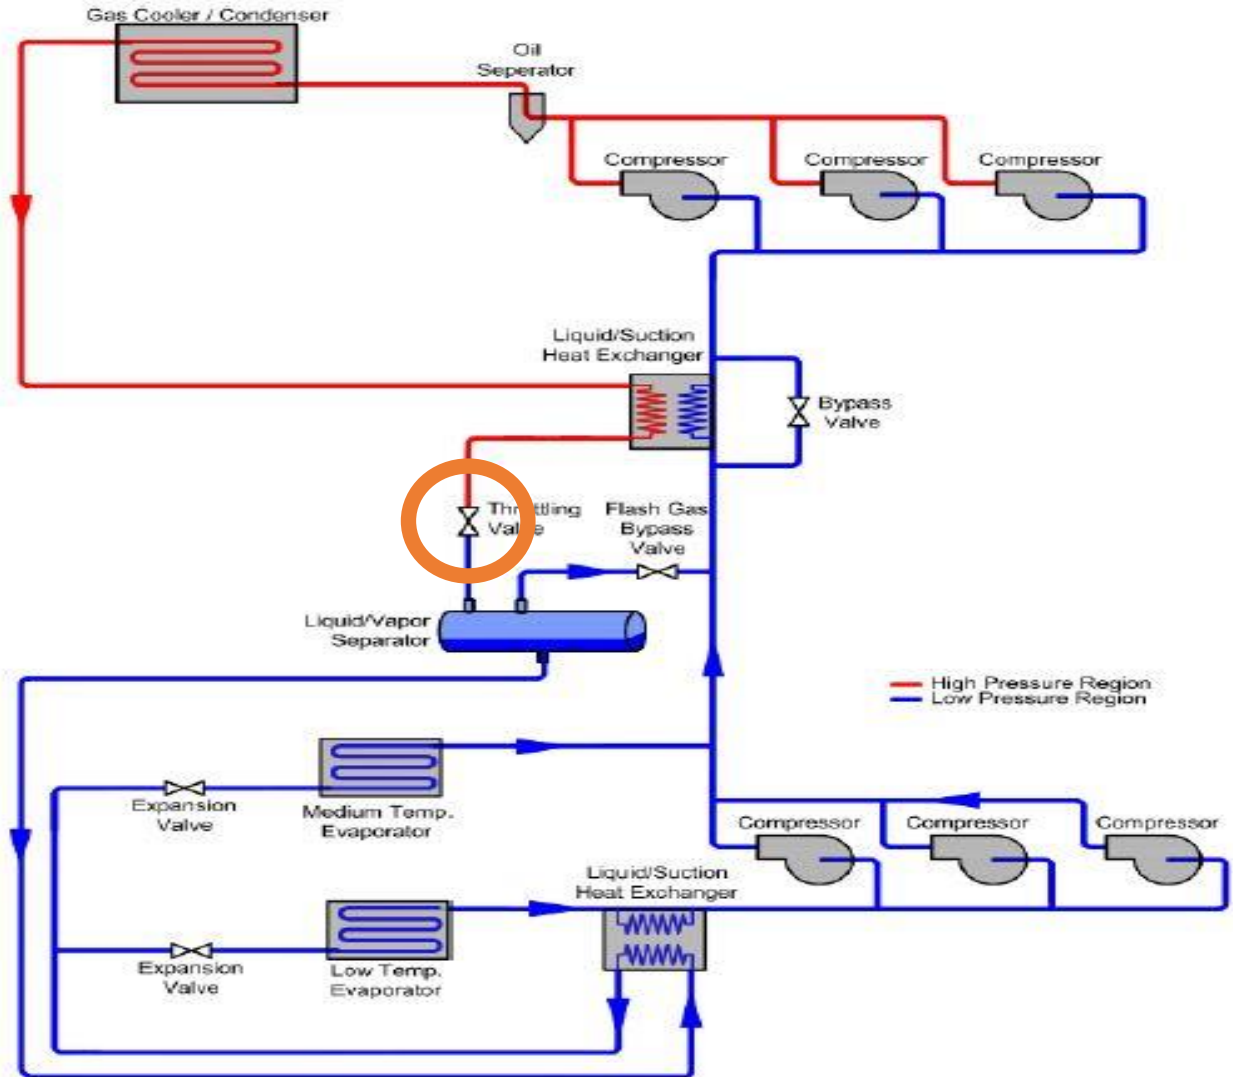 Gas Cooler / Condenser
Oil
Seperator
Compressor
Compressor
Compressor
Liquid/Suction
Heat Exchanger
Bypass
Valve
Throttling
Valve
Flash Gas
Bypass
Valve
Liquid/Vapor
Separator
High Pressure Region
Low Pressure Region
Expansion
Valve
Medium Temp.
Evaporator
Compressor
Compressor
Compressor
Liquid/Suction
Heat Exchanger
Expansion
Valve
Low Temp.
Evaporator